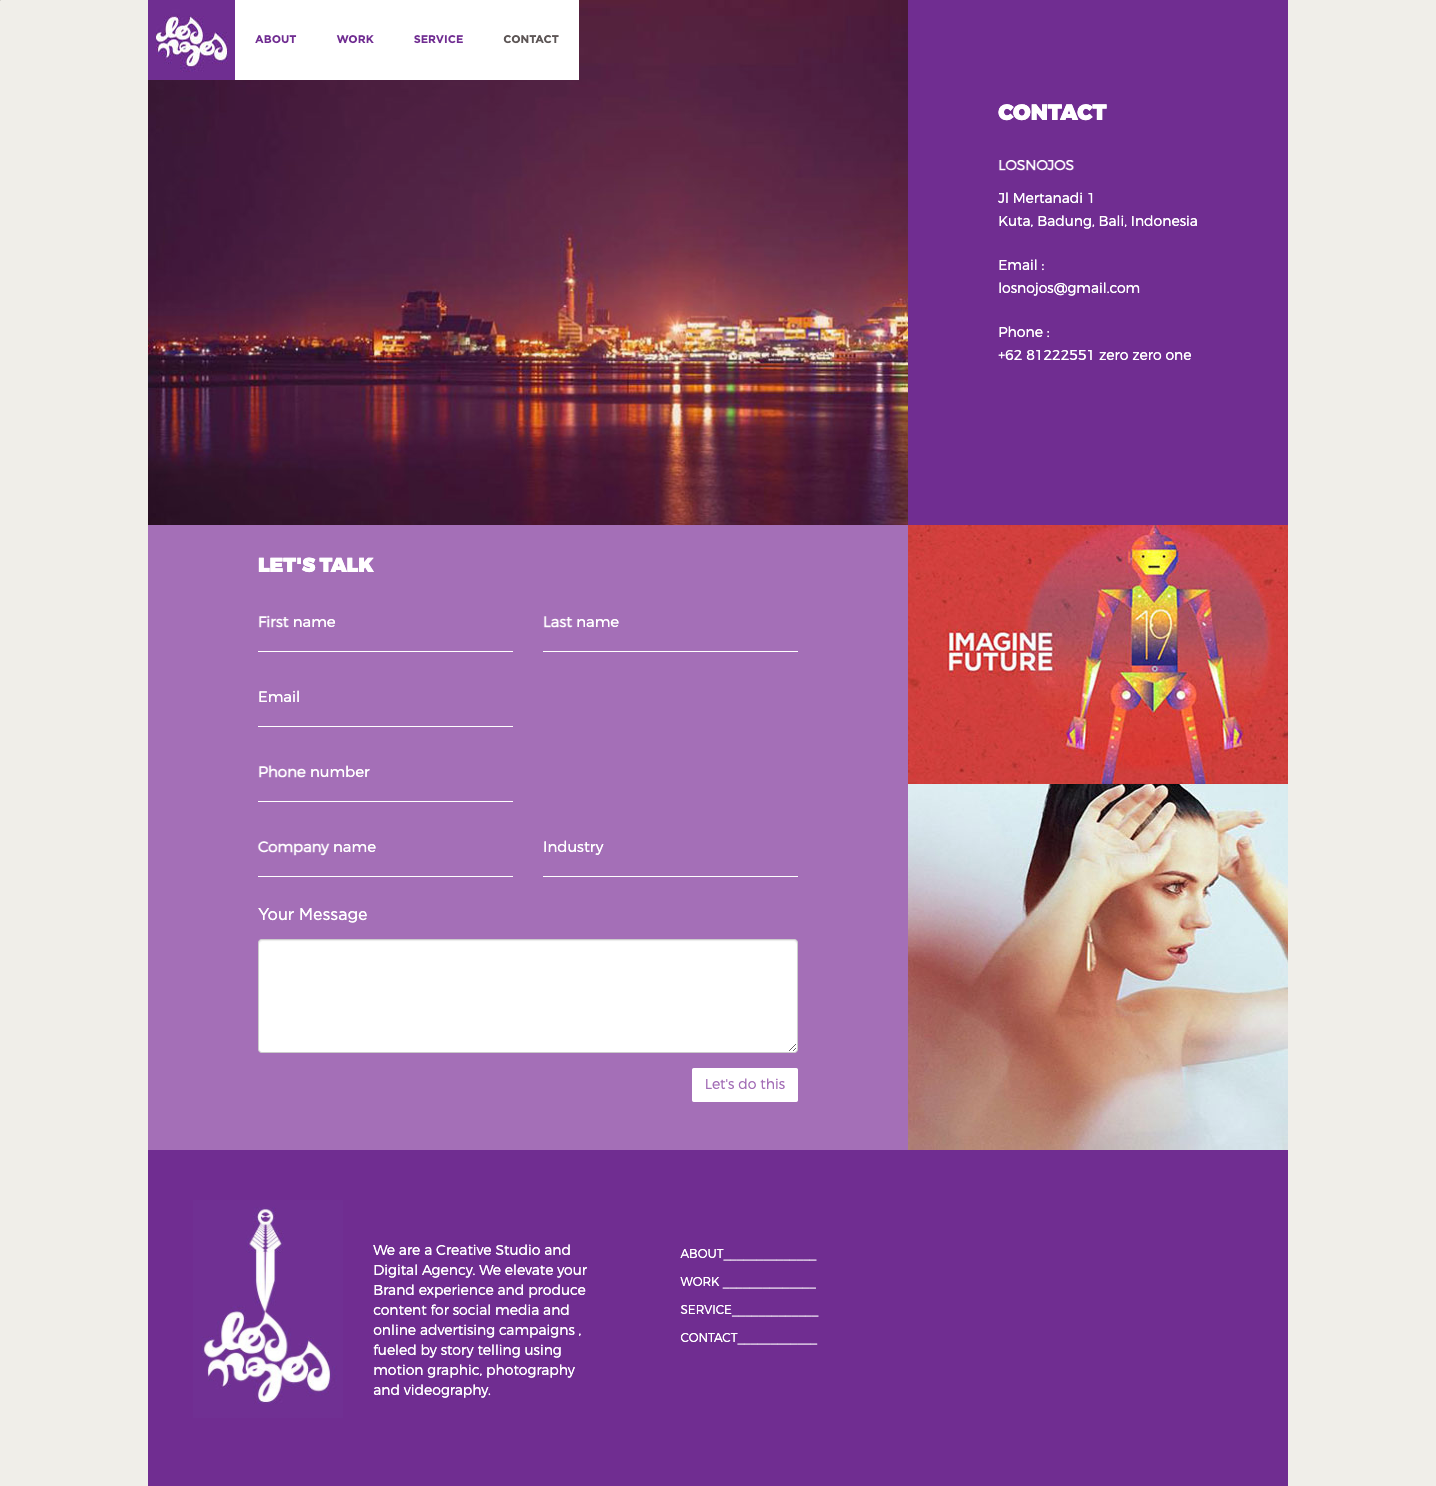 los
nojos
ABOUT
WORK
SERVICE
CONTACT
CONTACT
LOSNOJOS
Jl Mertanadi 1
Kuta, Badung, Bali, Indonesia
Email :
losnojos@gmail.com
Phone :
+62 81222551 zero zero one
LET'S TALK
First name
Last name
Email
Phone number
Company name
Industry
Your Message
Let's do this
IMAGINE
FUTURE
19
los
nojos
We are a Creative Studio and
Digital Agency. We elevate your
Brand experience and produce
content for social media and
online advertising campaigns ,
fueled by story telling using
motion graphic, photography
and videography.
ABOUT______________
WORK ______________
SERVICE_____________
CONTACT____________